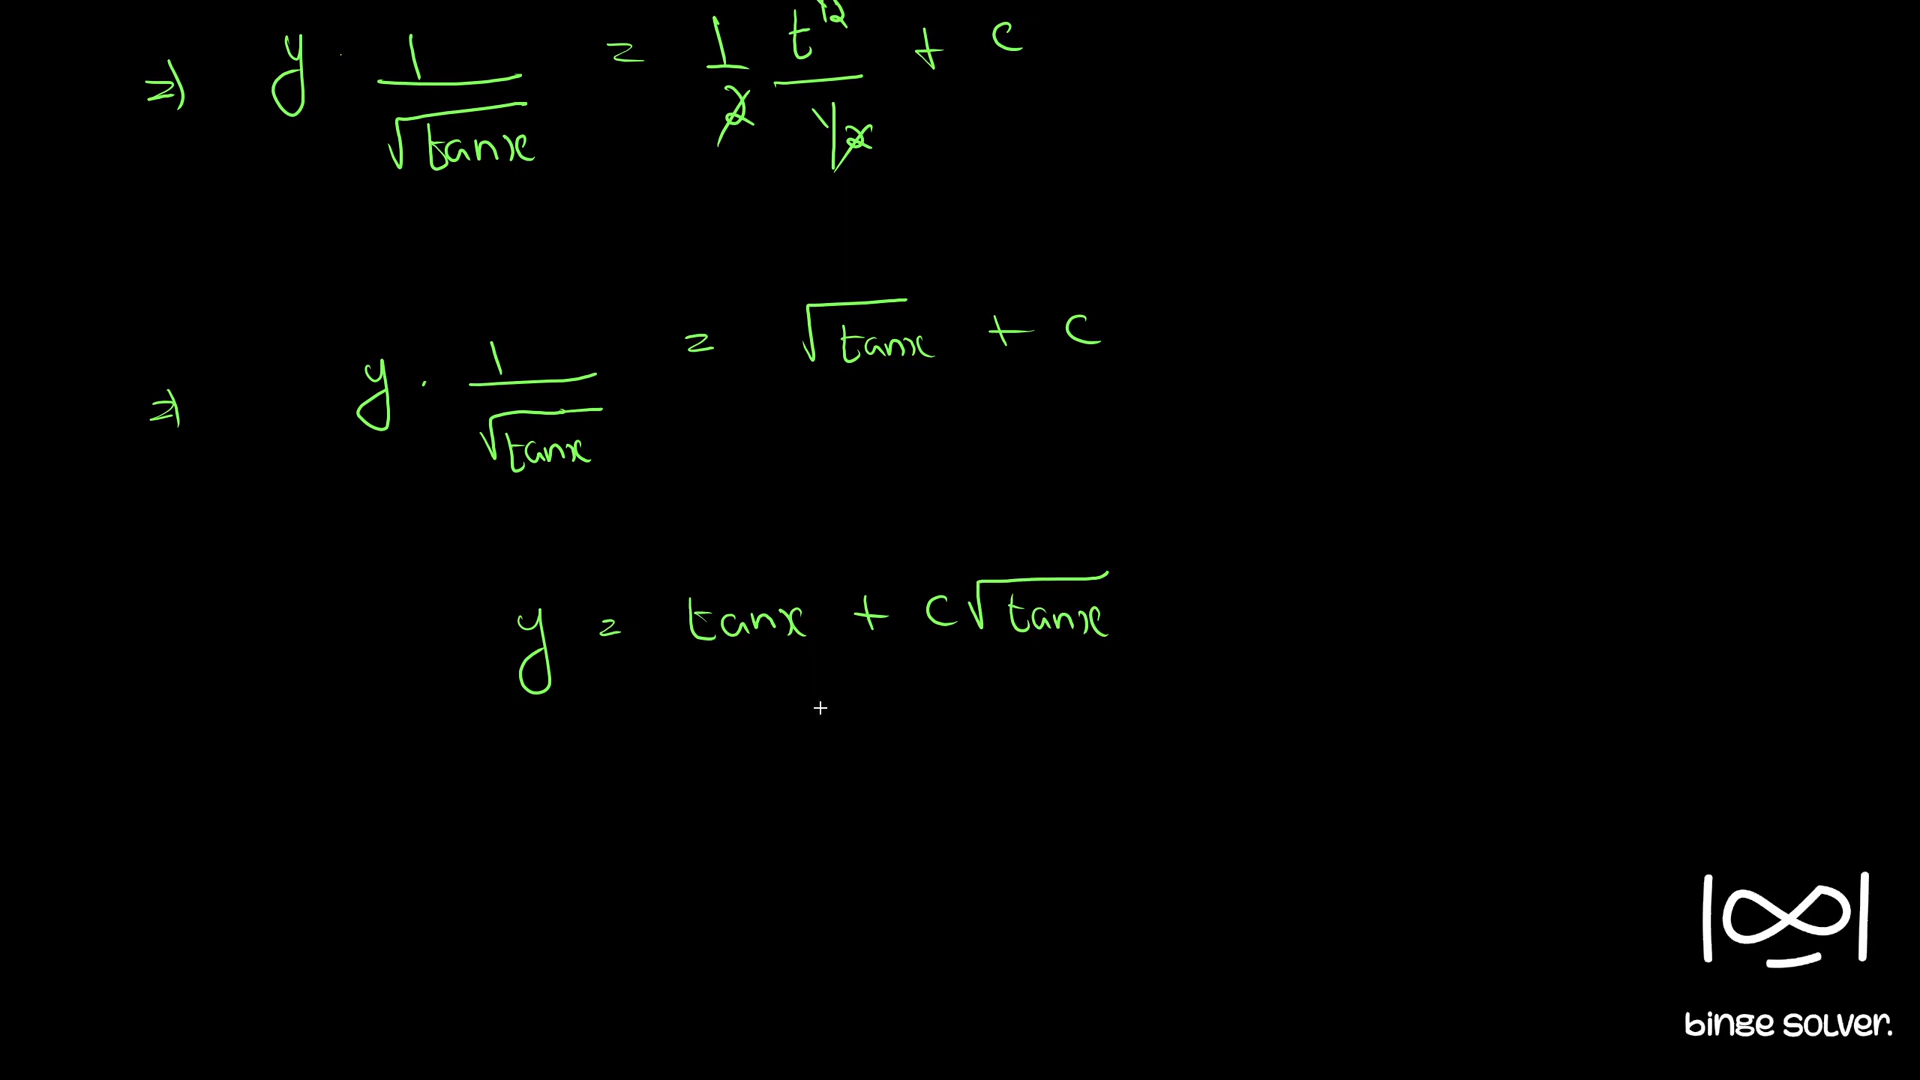 ⇒ y · 1/√tanx = 1/2 t^1/2/1/2 + c
⇒ y · 1/√tanx = √tanx + c
y = tanx + c√tanx
binge solver.